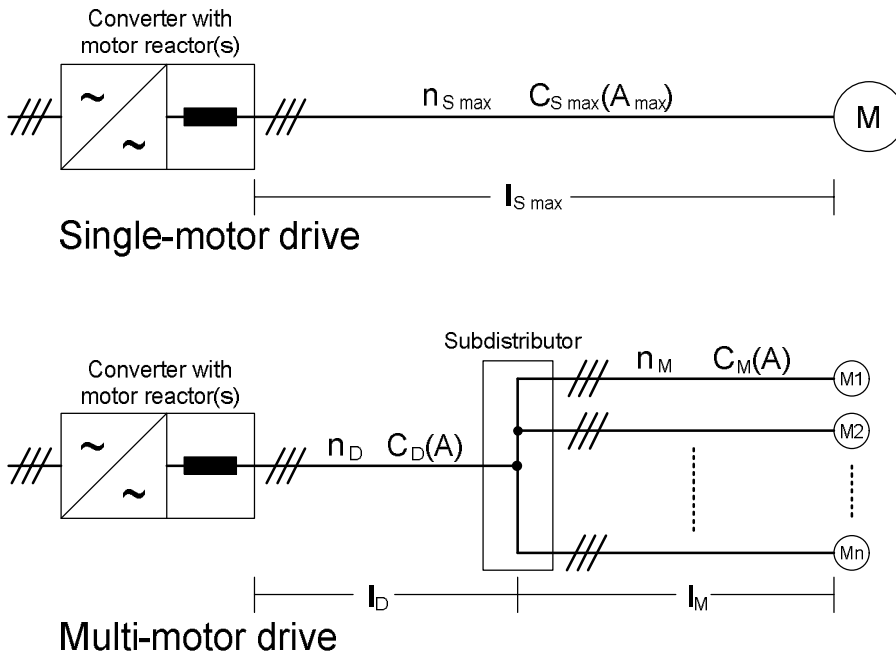 Converter with
motor reactor(s)
~
~
n S max C S max(A max)
M
l S max
Single-motor drive
Subdistributor
Converter with
motor reactor(s)
~
~
n D C D(A)
n M C M(A)
M1
M2
Mn
l D
l M
Multi-motor drive